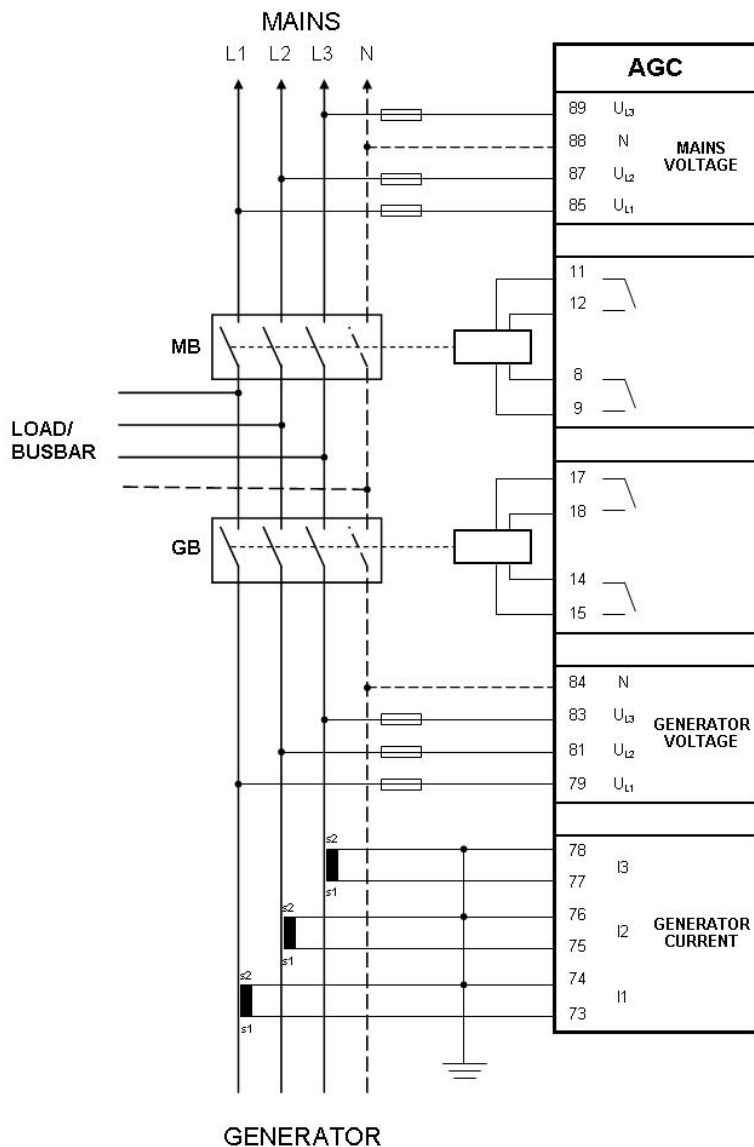 MAINS
L1 L2 L3 N
AGC
89 UL3
88 N
87 UL2
85 UL1
MAINS
VOLTAGE
11
12
MB
8
9
LOAD/
BUSBAR
17
18
GB
14
15
84 N
83 UL3
81 UL2
79 UL1
GENERATOR
VOLTAGE
s2
s1
78
77
I3
s2
s1
76
75
I2
GENERATOR
CURRENT
s2
s1
74
73
I1
GENERATOR